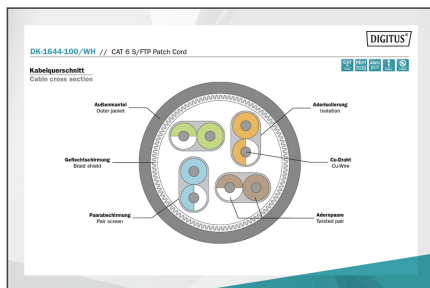 DIGITUS®
DK-1644-100/WH // CAT 6 S/FTP Patch Cord
Kabelquerschnitt
Cable cross section
Außenmantel
Outer jacket
Aderisolierung
Isolation
Geflechtschirmung
Braid shield
Cu-Draht
Cu-Wire
Paarabschirmung
Pair screen
Adernpaare
Twisted pair